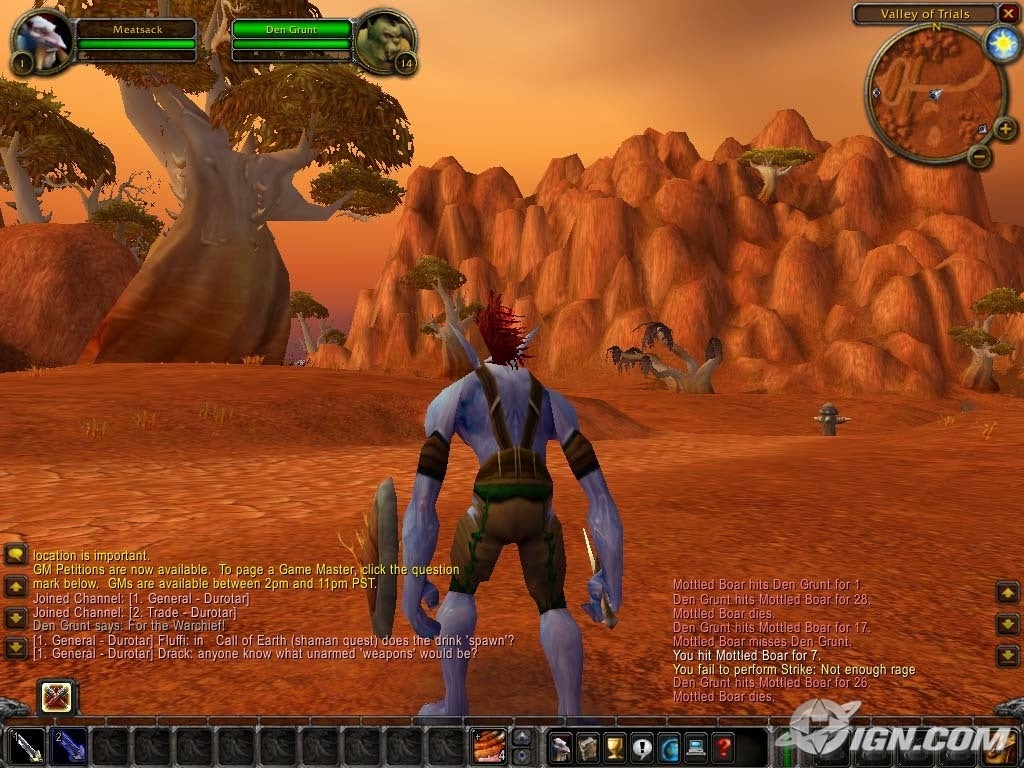 Meatsack
1
Den Grunt
14
Valley of Trials
N
location is important.
GM Petitions are now available. To page a Game Master, click the question
mark below. GMs are available between 2pm and 11pm PST.
Joined Channel: [1. General - Durotar]
Joined Channel: [2. Trade - Durotar]
Den Grunt says: For the Warchief!
[1. General - Durotar] Fluffi: in Call of Earth (shaman quest) does the drink 'spawn'?
[1. General - Durotar] Drack: anyone know what unarmed 'weapons' would be?
Mottled Boar hits Den Grunt for 1.
Den Grunt hits Mottled Boar for 28.
Mottled Boar dies.
Den Grunt hits Mottled Boar for 17.
Mottled Boar misses Den Grunt.
You hit Mottled Boar for 7.
You fail to perform Strike: Not enough rage
Den Grunt hits Mottled Boar for 26.
Mottled Boar dies.
1
2
4
IGN.COM